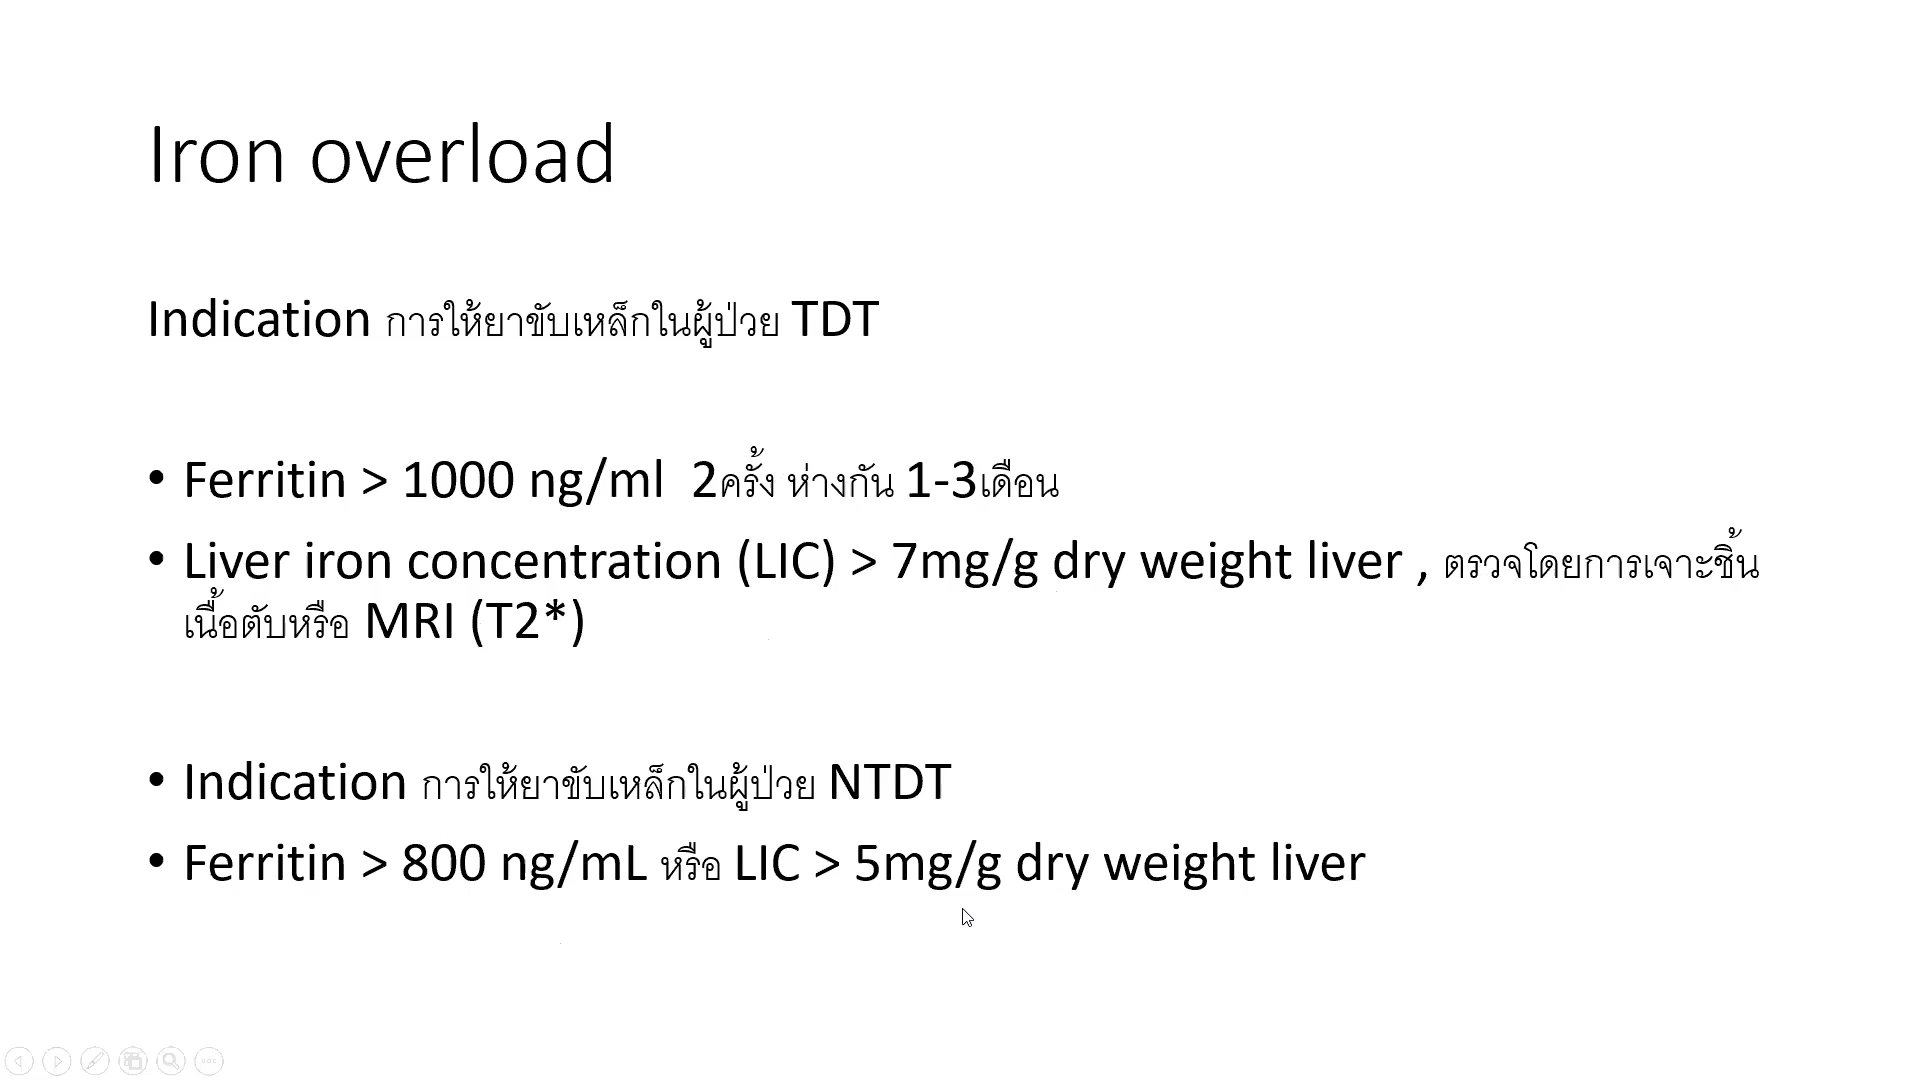 Iron overload
Indication การให้ยาขับเหล็กในผู้ป่วย TDT
• Ferritin > 1000 ng/ml  2ครั้ง ห่างกัน 1-3เดือน
• Liver iron concentration (LIC) > 7mg/g dry weight liver , ตรวจโดยการเจาะชิ้น
เนื้อตับหรือ MRI (T2*)
• Indication การให้ยาขับเหล็กในผู้ป่วย NTDT
• Ferritin > 800 ng/mL หรือ LIC > 5mg/g dry weight liver